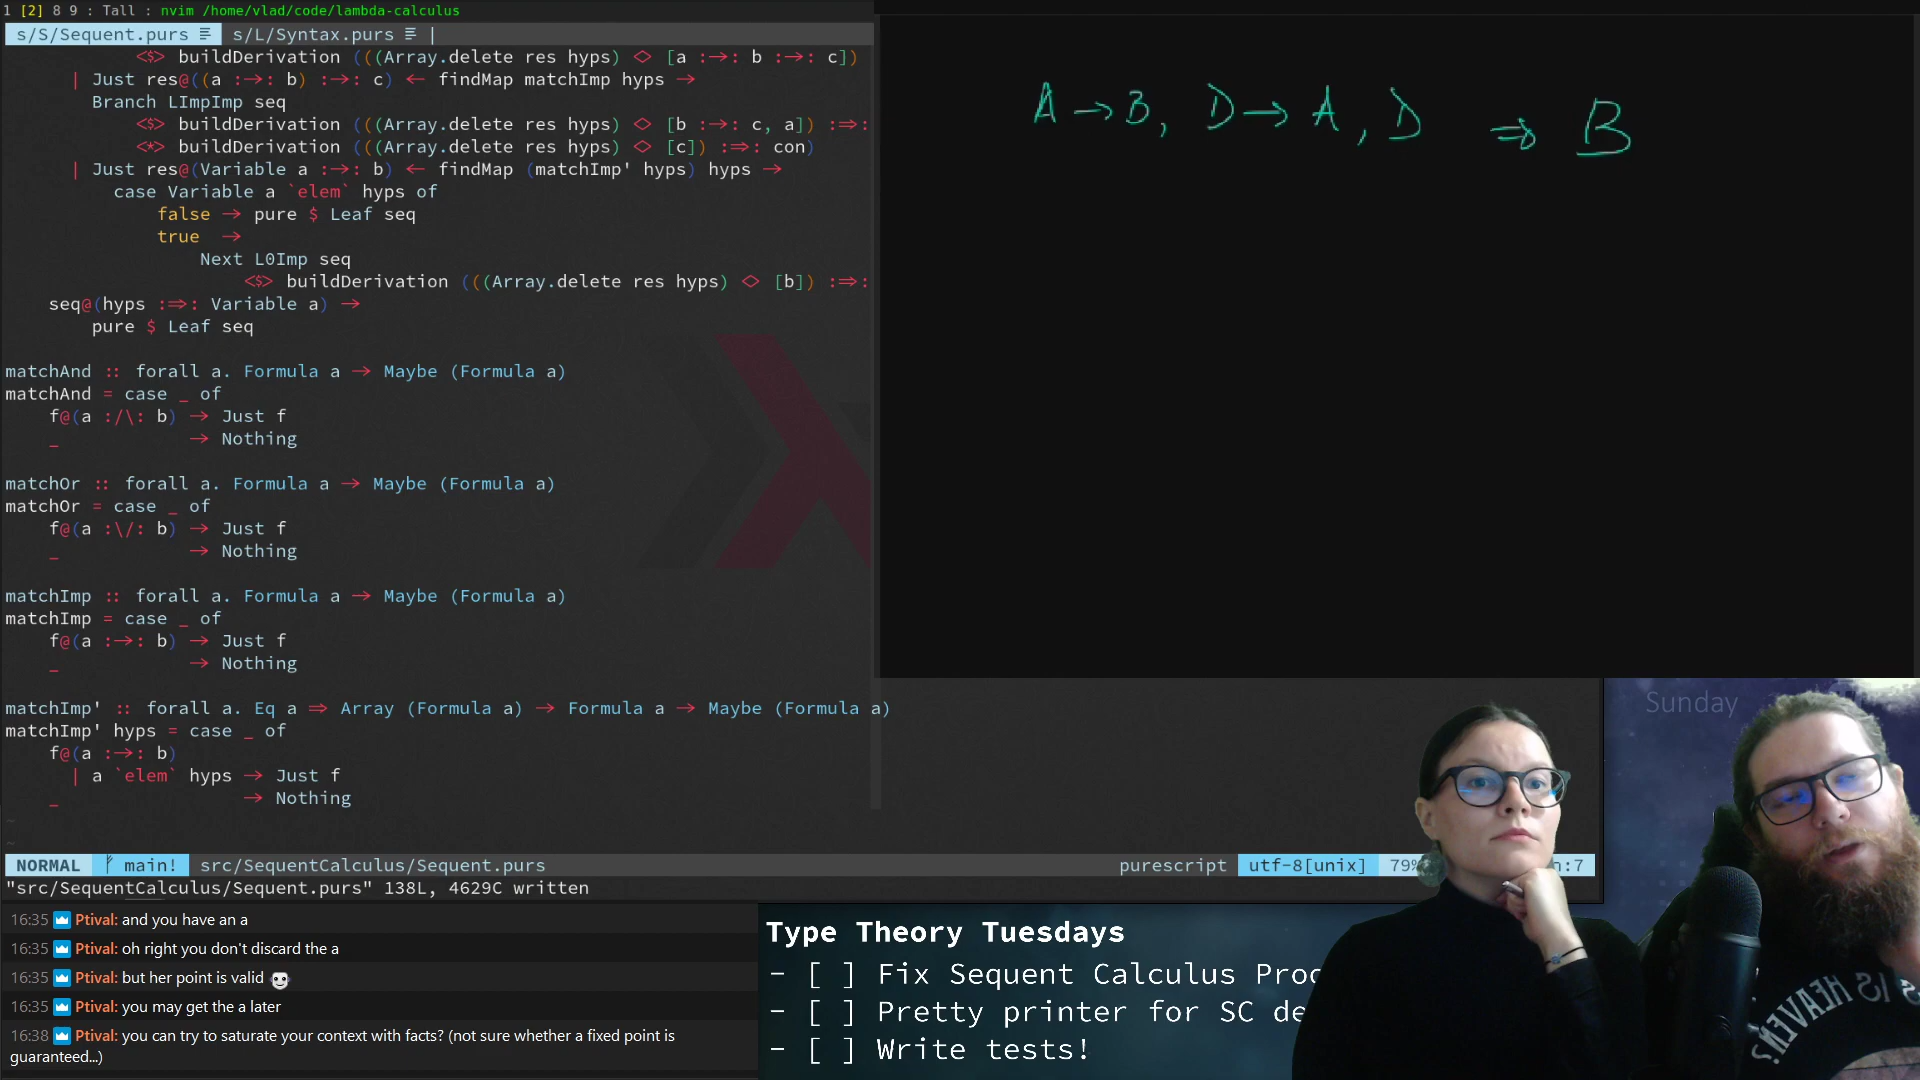 1 [2] 8 9 : Tall : nvim /home/vlad/code/lambda-calculus
s/S/Sequent.purs ≡ s/L/Syntax.purs ≡ |
<$> buildDerivation (((Array.delete res hyps) <> [a :→: b :→: c])
| Just res@((a :→: b) :→: c) ← findMap matchImp hyps →
Branch LImpImp seq
<$> buildDerivation (((Array.delete res hyps) <> [b :→: c, a]) :⇒:
<*> buildDerivation (((Array.delete res hyps) <> [c]) :⇒: con)
| Just res@(Variable a :→: b) ← findMap (matchImp' hyps) hyps →
case Variable a `elem` hyps of
false → pure $ Leaf seq
true →
Next L0Imp seq
<$> buildDerivation (((Array.delete res hyps) <> [b]) :⇒:
seq@(hyps :⇒: Variable a) →
pure $ Leaf seq
matchAnd :: forall a. Formula a → Maybe (Formula a)
matchAnd = case _ of
f@(a :/\: b) → Just f
_ → Nothing
matchOr :: forall a. Formula a → Maybe (Formula a)
matchOr = case _ of
f@(a :\/: b) → Just f
_ → Nothing
matchImp :: forall a. Formula a → Maybe (Formula a)
matchImp = case _ of
f@(a :→: b) → Just f
_ → Nothing
matchImp' :: forall a. Eq a ⇒ Array (Formula a) → Formula a → Maybe (Formula a)
matchImp' hyps = case _ of
f@(a :→: b)
| a `elem` hyps → Just f
_ → Nothing
~
~
NORMAL main! src/SequentCalculus/Sequent.purs purescript utf-8[unix] 79% n:7
"src/SequentCalculus/Sequent.purs" 138L, 4629C written
A → B, D → A, D ⇒ B
Sunday
16:35 Ptival: and you have an a
16:35 Ptival: oh right you don't discard the a
16:35 Ptival: but her point is valid
16:35 Ptival: you may get the a later
16:38 Ptival: you can try to saturate your context with facts? (not sure whether a fixed point is
guaranteed...)
Type Theory Tuesdays
- [ ] Fix Sequent Calculus Pro
- [ ] Pretty printer for SC de
- [ ] Write tests!
IS HEAVEN?